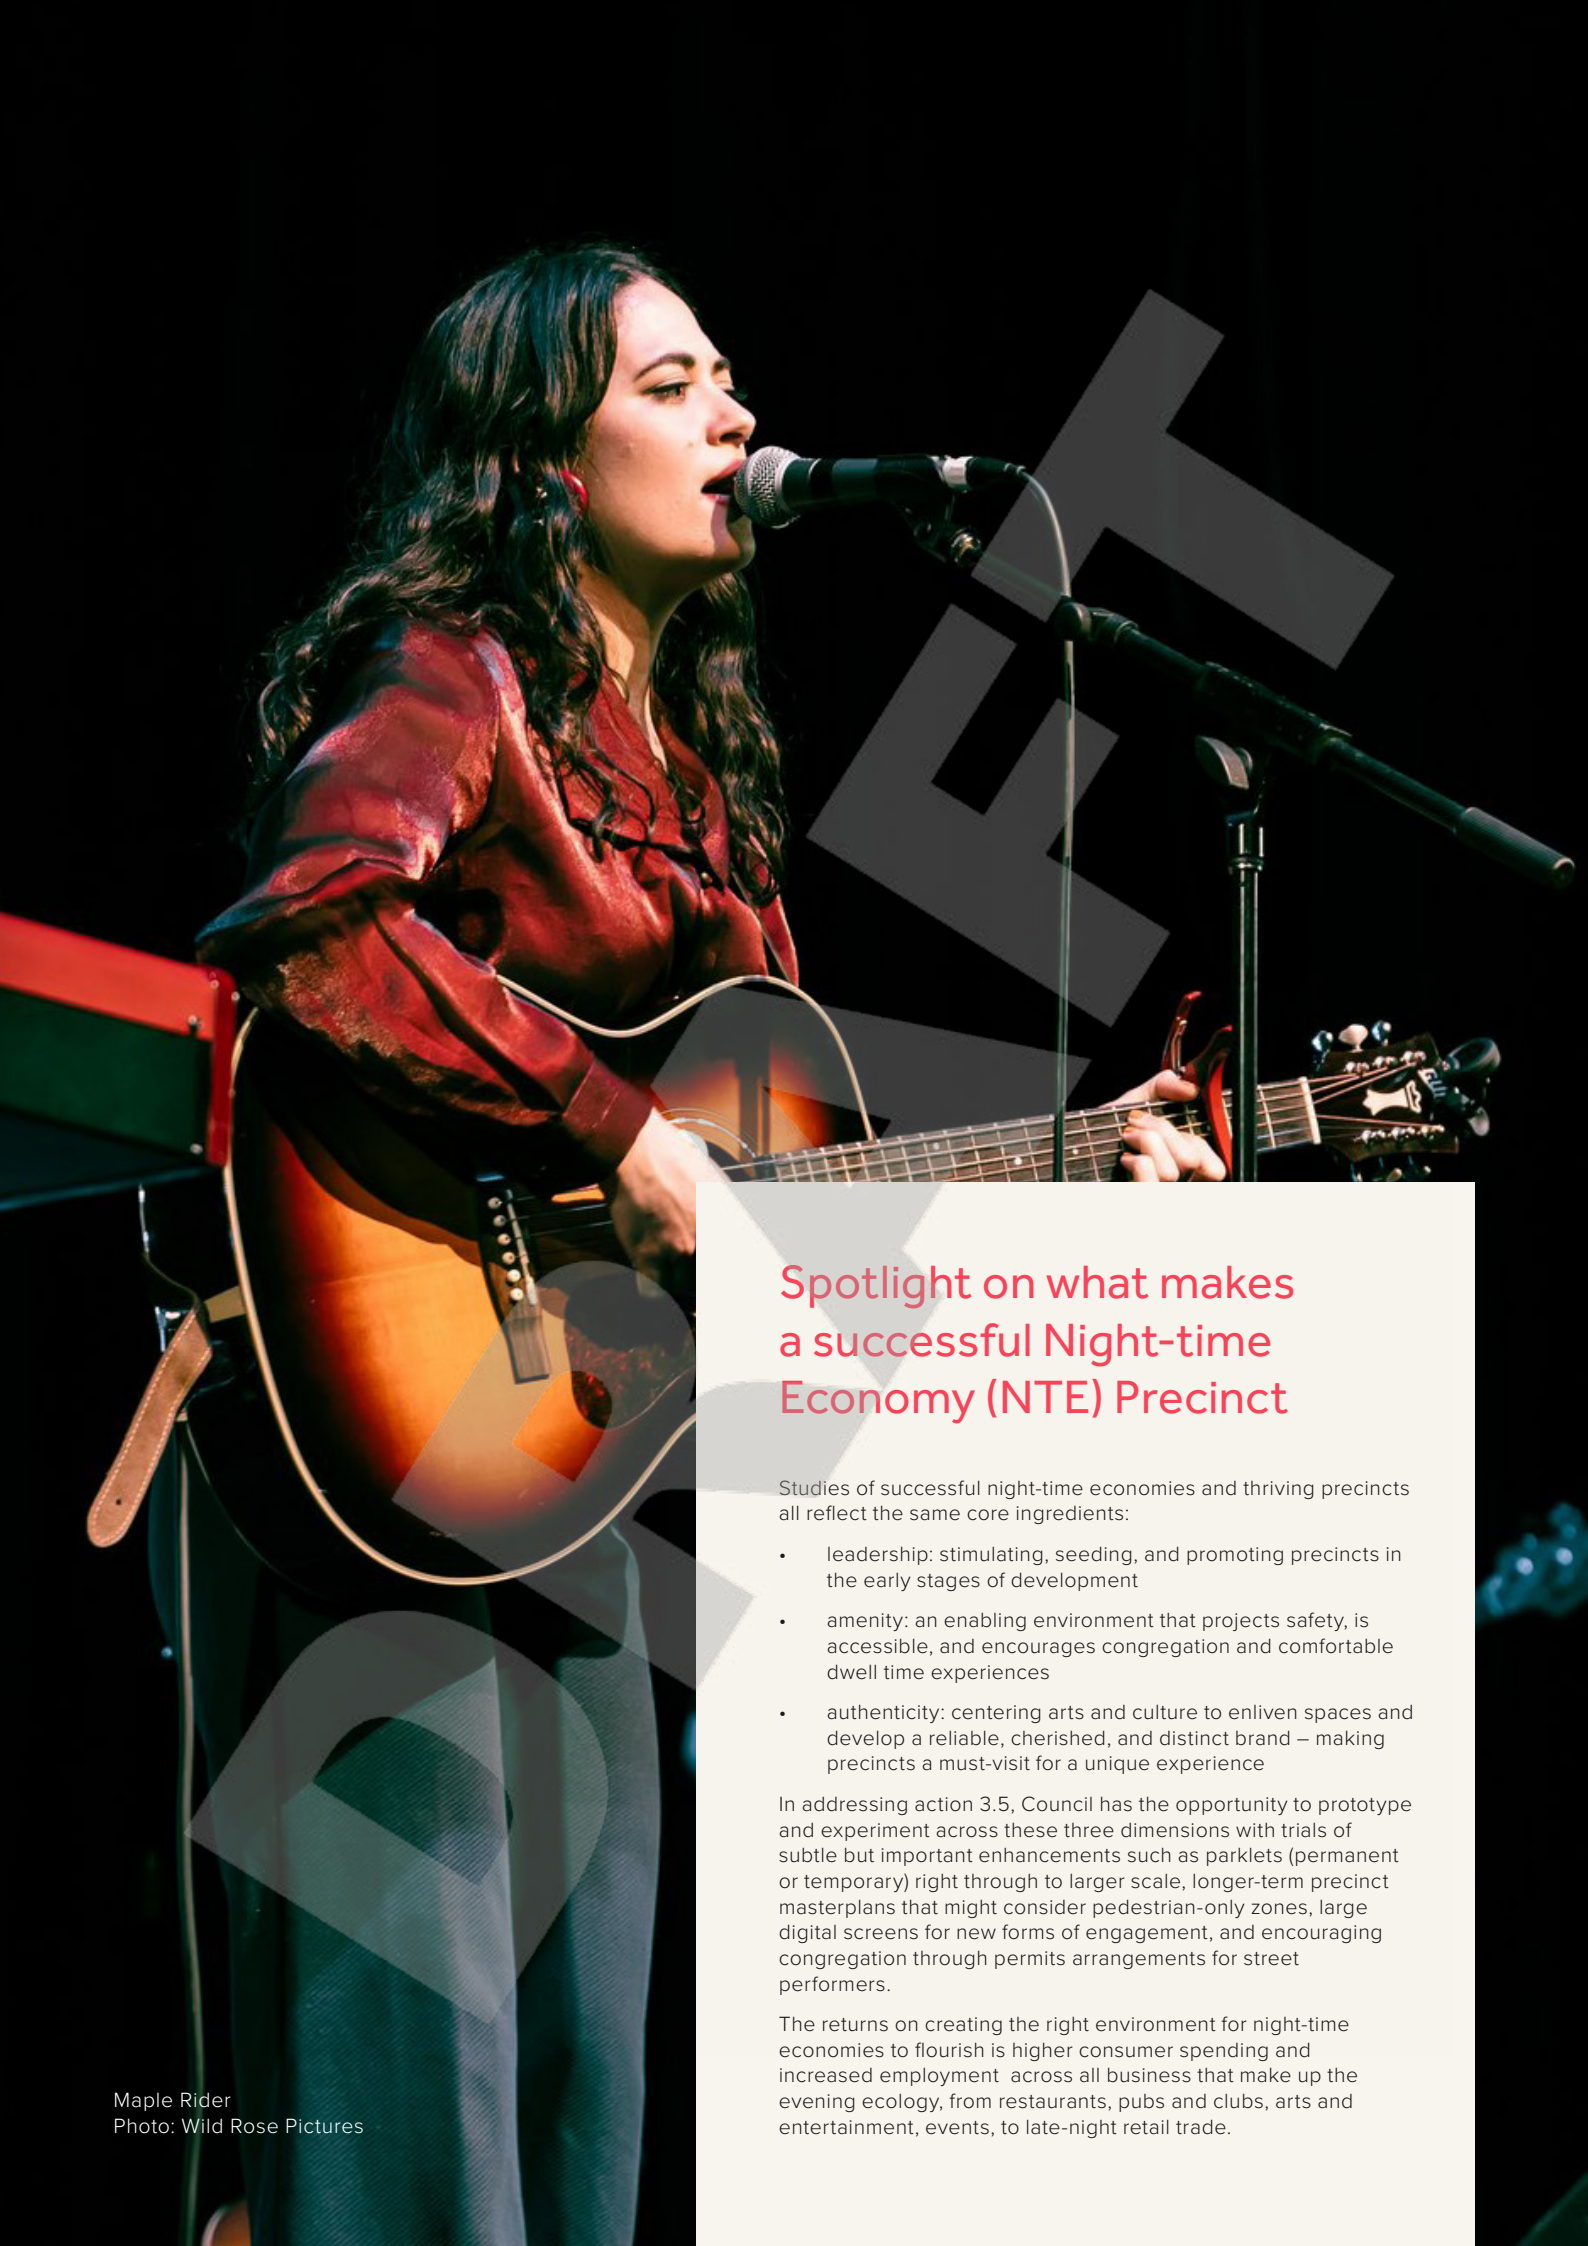 Spotlight on what makes
a successful Night-time
Economy (NTE) Precinct
Studies of successful night-time economies and thriving precincts
all reflect the same core ingredients:
• leadership: stimulating, seeding, and promoting precincts in
the early stages of development
• amenity: an enabling environment that projects safety, is
accessible, and encourages congregation and comfortable
dwell time experiences
• authenticity: centering arts and culture to enliven spaces and
develop a reliable, cherished, and distinct brand – making
precincts a must-visit for a unique experience
In addressing action 3.5, Council has the opportunity to prototype
and experiment across these three dimensions with trials of
subtle but important enhancements such as parklets (permanent
or temporary) right through to larger scale, longer-term precinct
masterplans that might consider pedestrian-only zones, large
digital screens for new forms of engagement, and encouraging
congregation through permits arrangements for street
performers.
The returns on creating the right environment for night-time
economies to flourish is higher consumer spending and
increased employment  across all business that make up the
evening ecology, from restaurants, pubs and clubs, arts and
entertainment, events, to late-night retail trade.
Maple Rider
Photo: Wild Rose Pictures
DRAFT